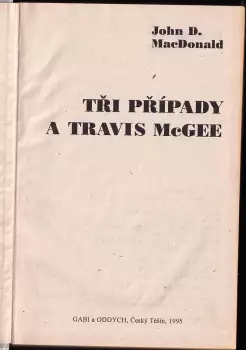 John D.
MacDonald
TŘI PŘÍPADY
A TRAVIS McGEE
GABI a ODDYCH, Český Těšín, 1995